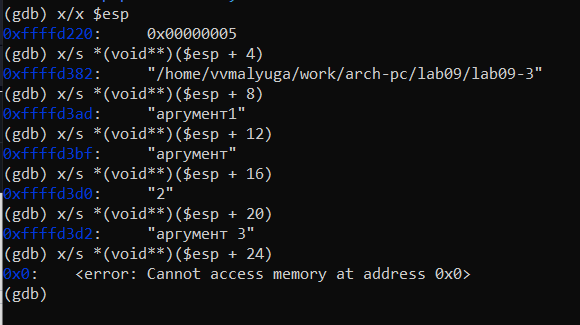 (gdb) x/x $esp
0xffffd220:     0x00000005
(gdb) x/s *(void**)($esp + 4)
0xffffd382:     "/home/vvmalyuga/work/arch-pc/lab09/lab09-3"
(gdb) x/s *(void**)($esp + 8)
0xffffd3ad:     "аргумент1"
(gdb) x/s *(void**)($esp + 12)
0xffffd3bf:     "аргумент"
(gdb) x/s *(void**)($esp + 16)
0xffffd3d0:     "2"
(gdb) x/s *(void**)($esp + 20)
0xffffd3d2:     "аргумент 3"
(gdb) x/s *(void**)($esp + 24)
0x0:    <error: Cannot access memory at address 0x0>
(gdb)